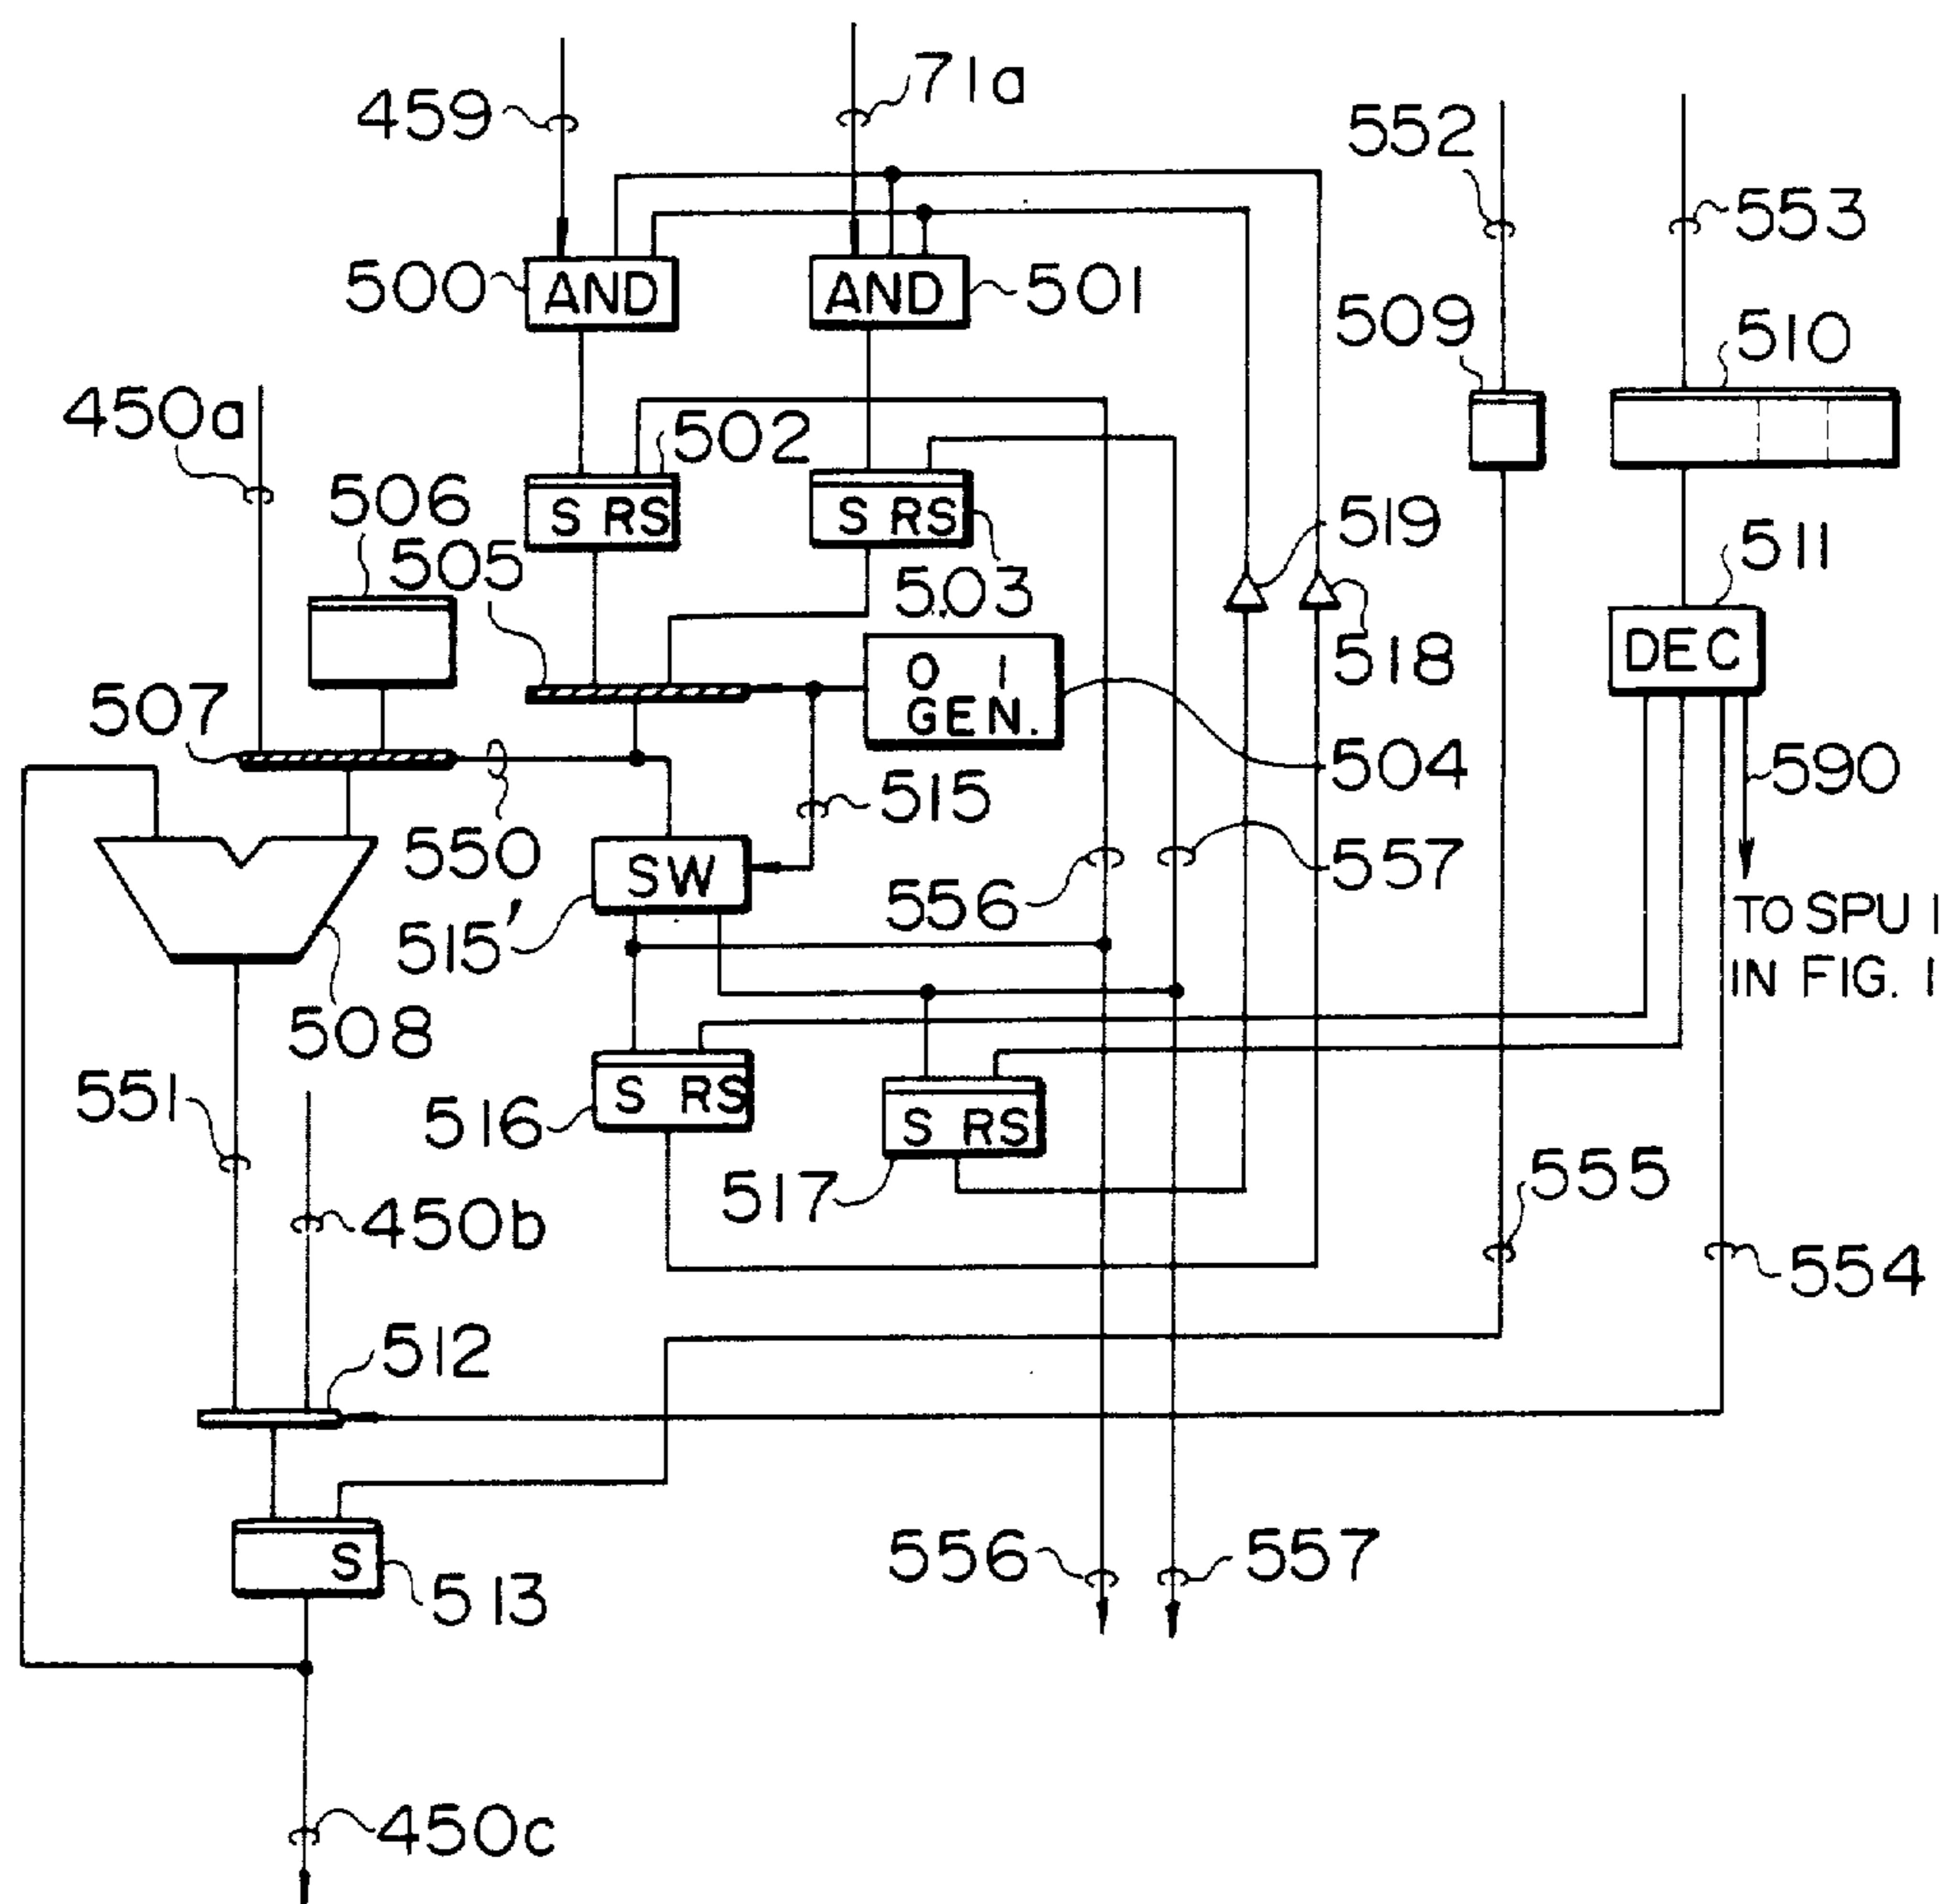 459
71a
552
553
500
AND
AND
501
509
510
450a
502
506
S RS
S RS
519
511
505
503
518
DEC
507
0 1
GEN.
504
590
515
550
SW
556
557
TO SPU 1
IN FIG. 1
515'
508
551
516
S RS
S RS
517
555
450b
554
512
556
557
S
513
450c